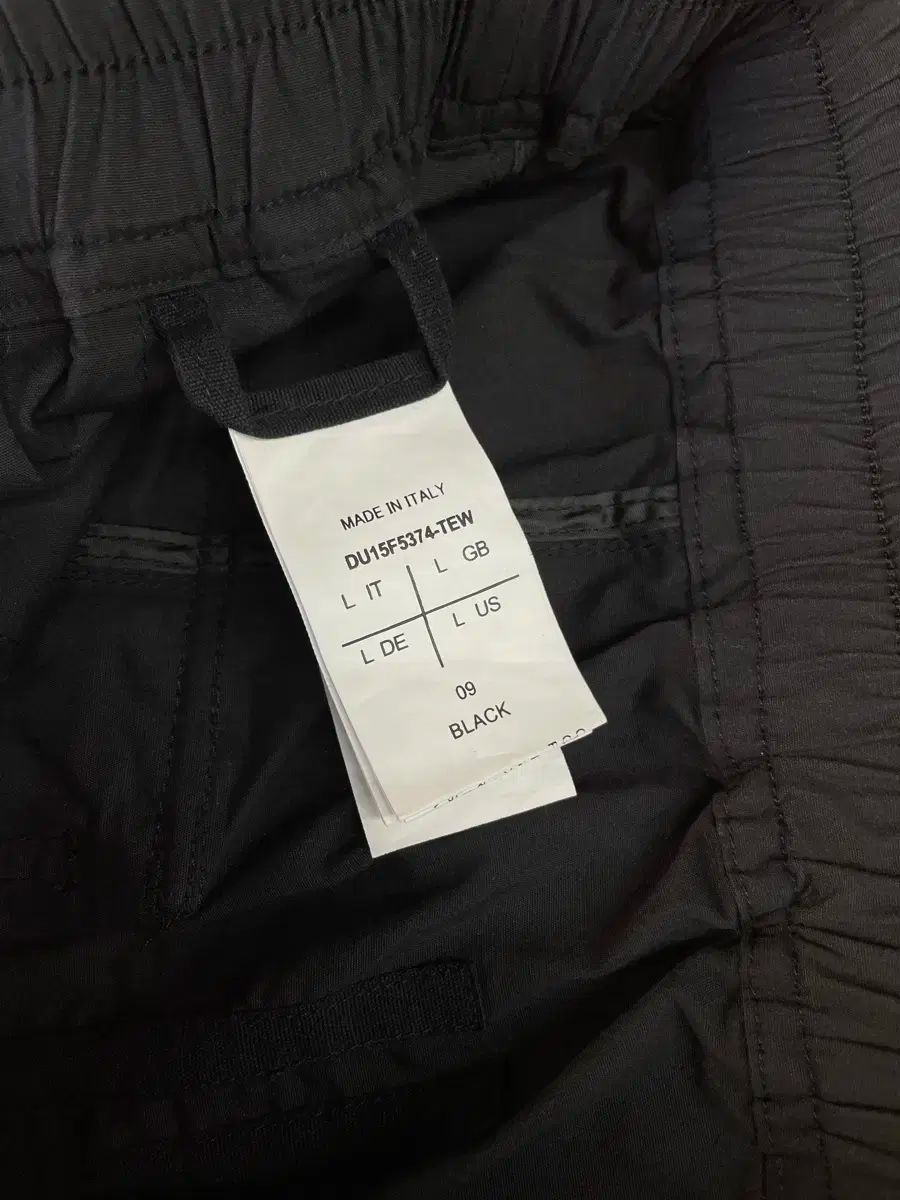 MADE IN ITALY
DU15F5374-TEW
L IT
L GB
L DE
L US
09
BLACK